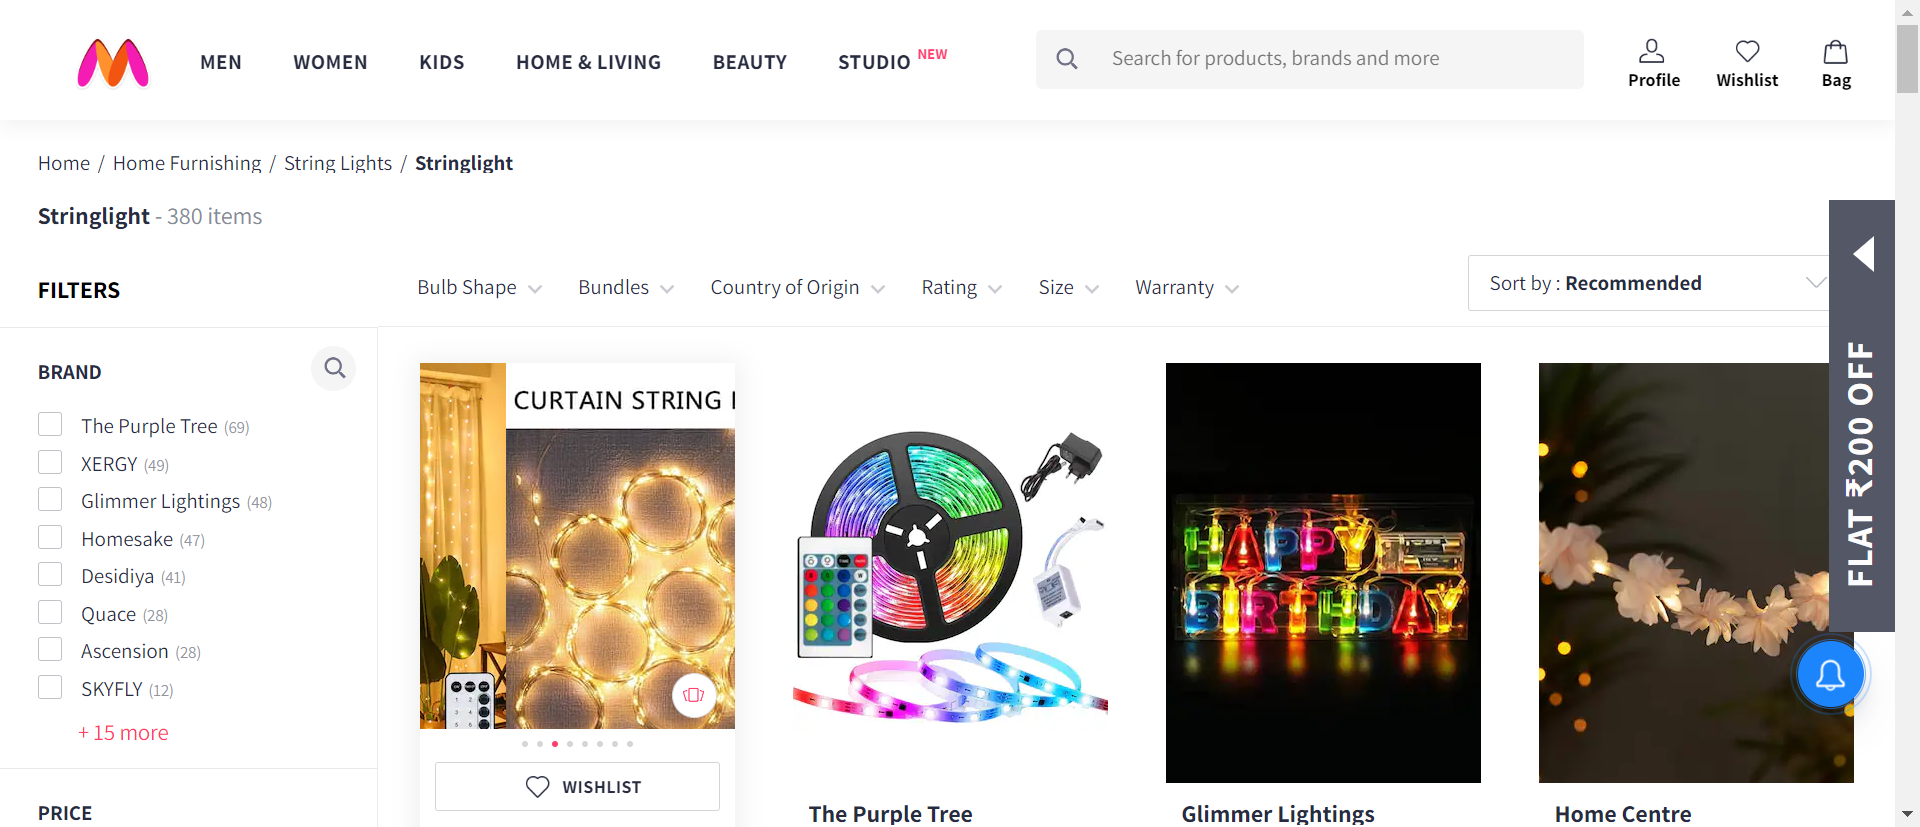 MEN WOMEN KIDS HOME & LIVING BEAUTY STUDIO NEW
Search for products, brands and more
Profile Wishlist Bag
Home / Home Furnishing / String Lights / Stringlight
Stringlight - 380 items
FILTERS
Bulb Shape Bundles Country of Origin Rating Size Warranty
Sort by : Recommended
BRAND
The Purple Tree (69)
XERGY (49)
Glimmer Lightings (48)
Homesake (47)
Desidiya (41)
Quace (28)
Ascension (28)
SKYFLY (12)
+ 15 more
PRICE
CURTAIN STRING
WISHLIST
The Purple Tree
HAPPY
BIRTHDAY
Glimmer Lightings
Home Centre
FLAT ₹200 OFF